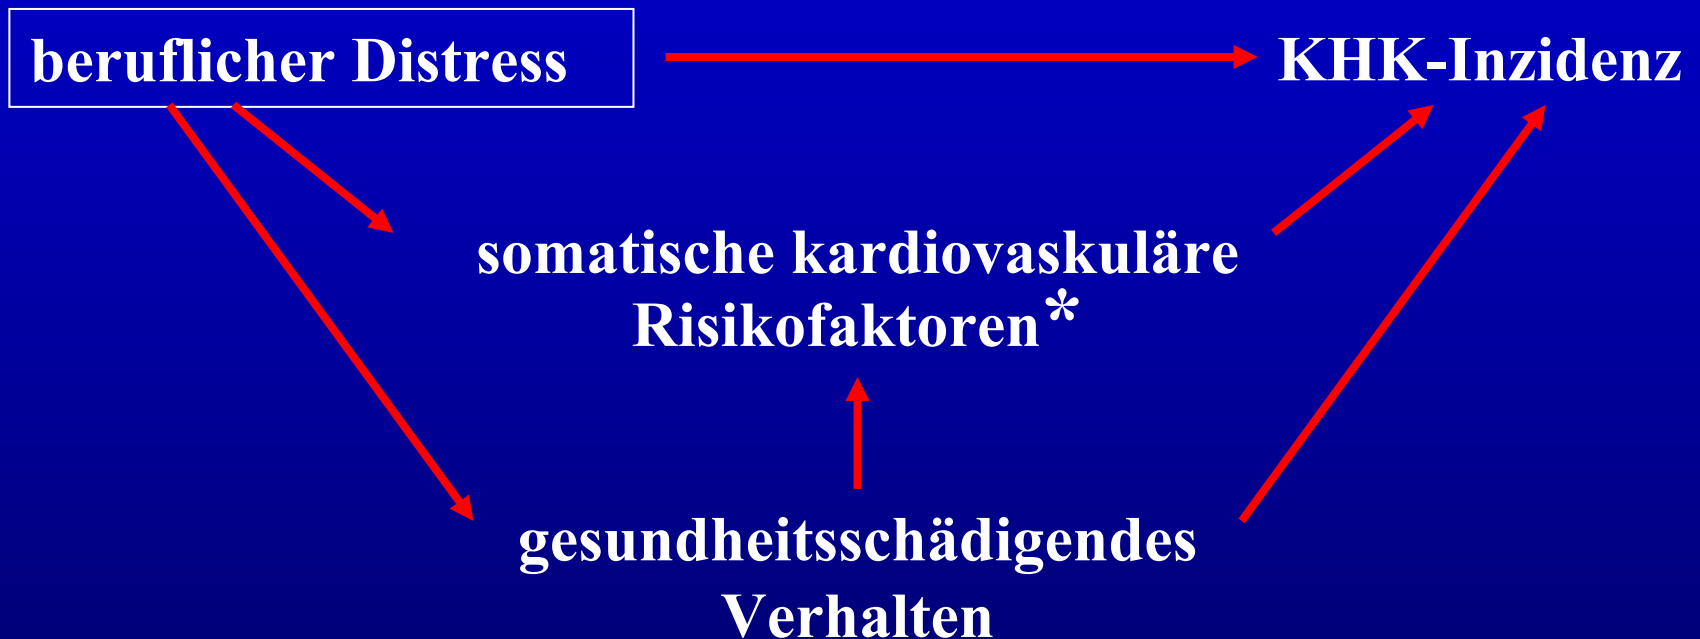 beruflicher Distress
KHK-Inzidenz
somatische kardiovaskuläre
Risikofaktoren*
gesundheitsschädigendes
Verhalten